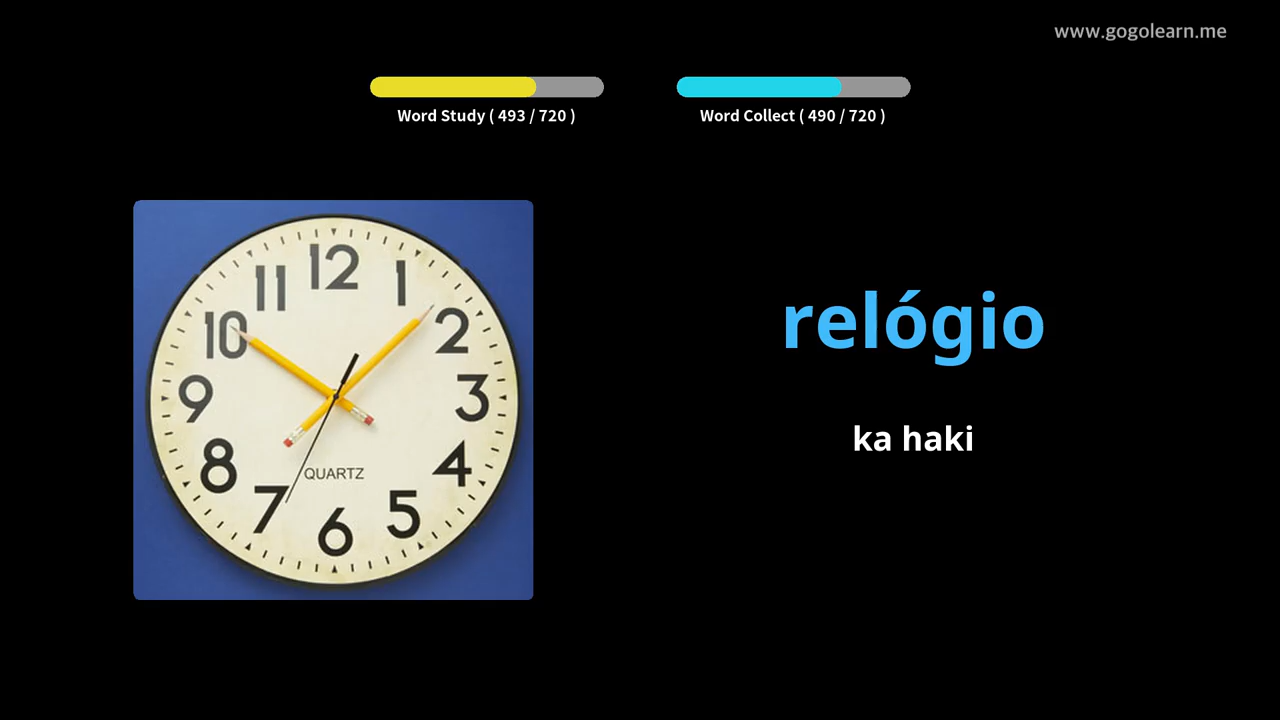 www.gogolearn.me
Word Study ( 493 / 720 )
Word Collect ( 490 / 720 )
12
11
1
10
2
9
3
8
4
7
5
6
QUARTZ
relógio
ka haki